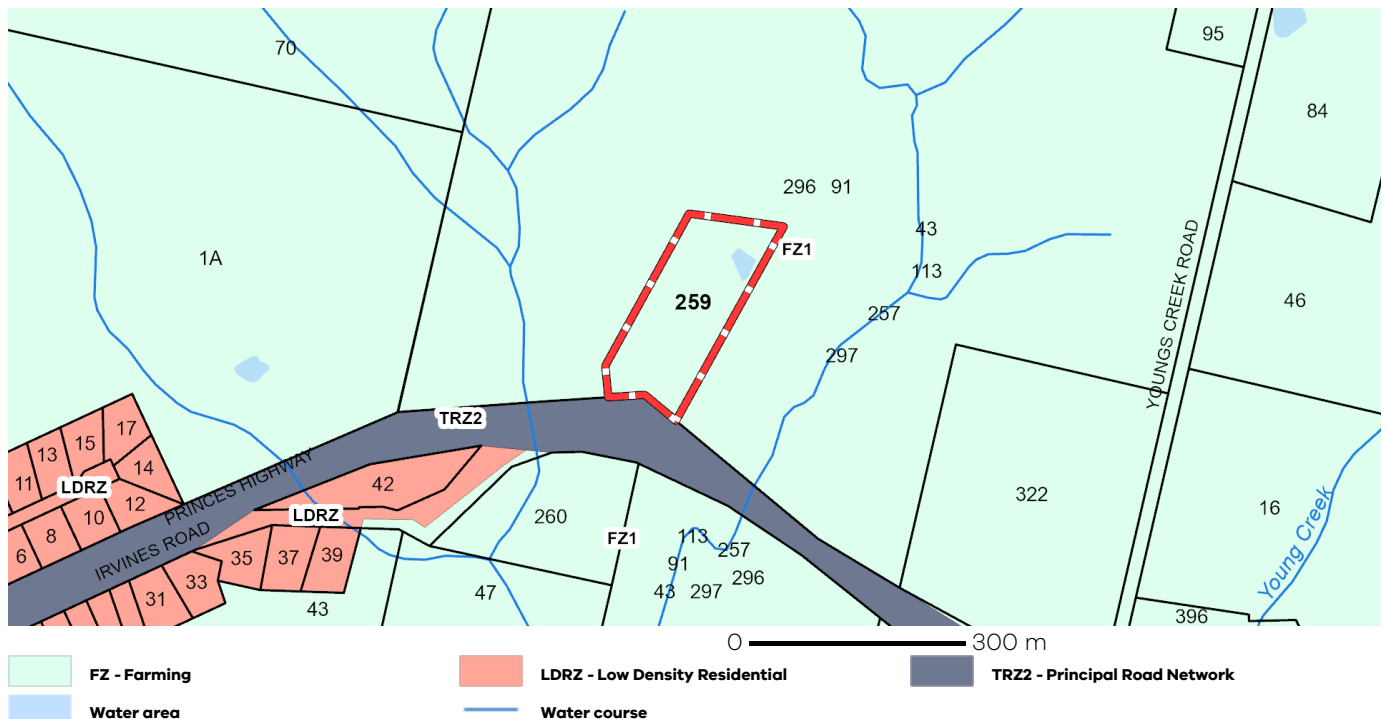 70
95
84
296 91
43
1A
FZ1
113
46
259
257
297
YOUNGS CREEK ROAD
TRZ2
17
15
13
14
11
LDRZ
12
10
8
6
PRINCES HIGHWAY
IRVINES ROAD
42
LDRZ
35
37
39
33
31
43
47
260
FZ1
113
257
91
296
43
297
322
16
Young Creek
396
0 300 m
FZ - Farming
LDRZ - Low Density Residential
TRZ2 - Principal Road Network
Water area
Water course